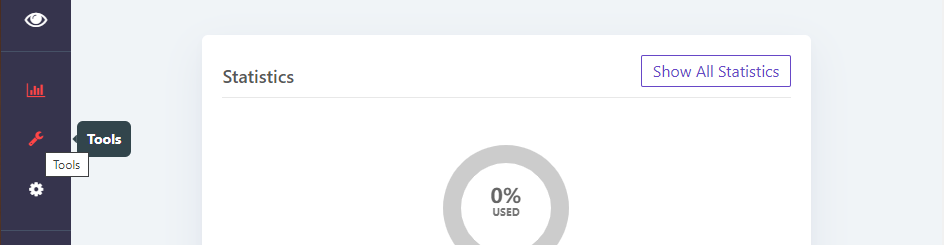 Statistics
Show All Statistics
Tools
Tools
0%
USED